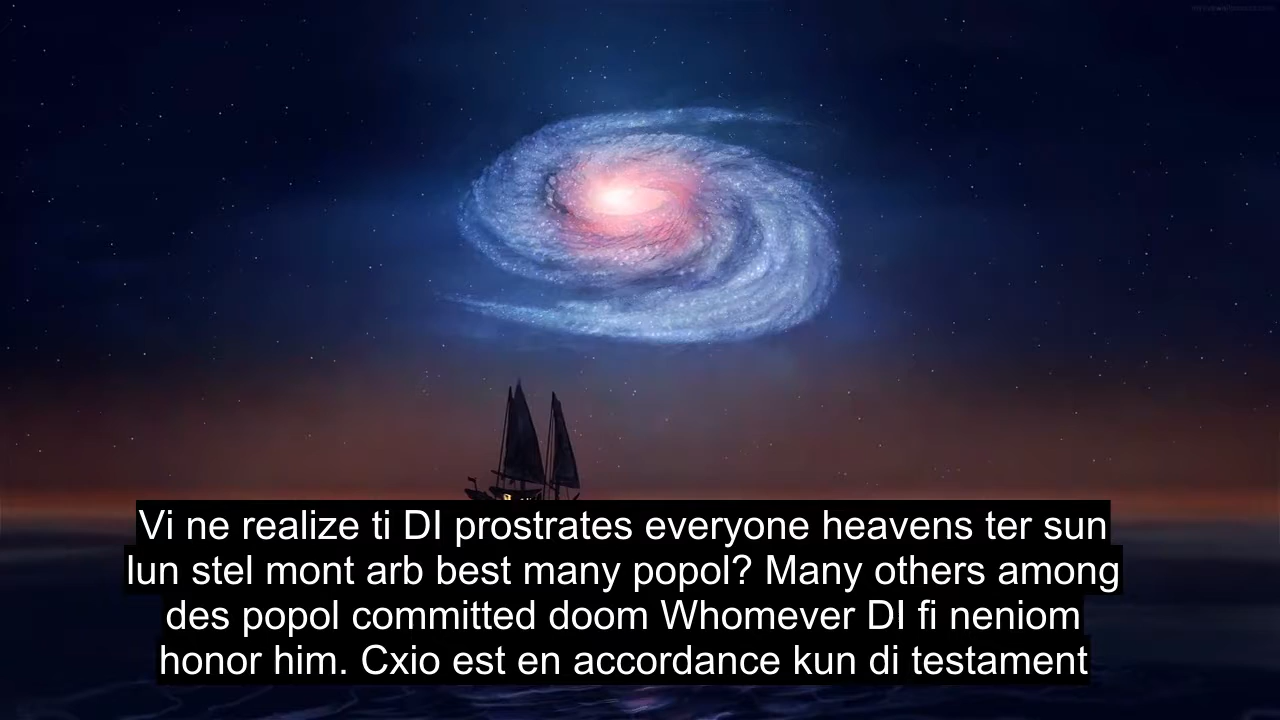 Vi ne realize ti DI prostrates everyone heavens ter sun
lun stel mont arb best many popol? Many others among
des popol committed doom Whomever DI fi neniom
honor him. Cxio est en accordance kun di testament